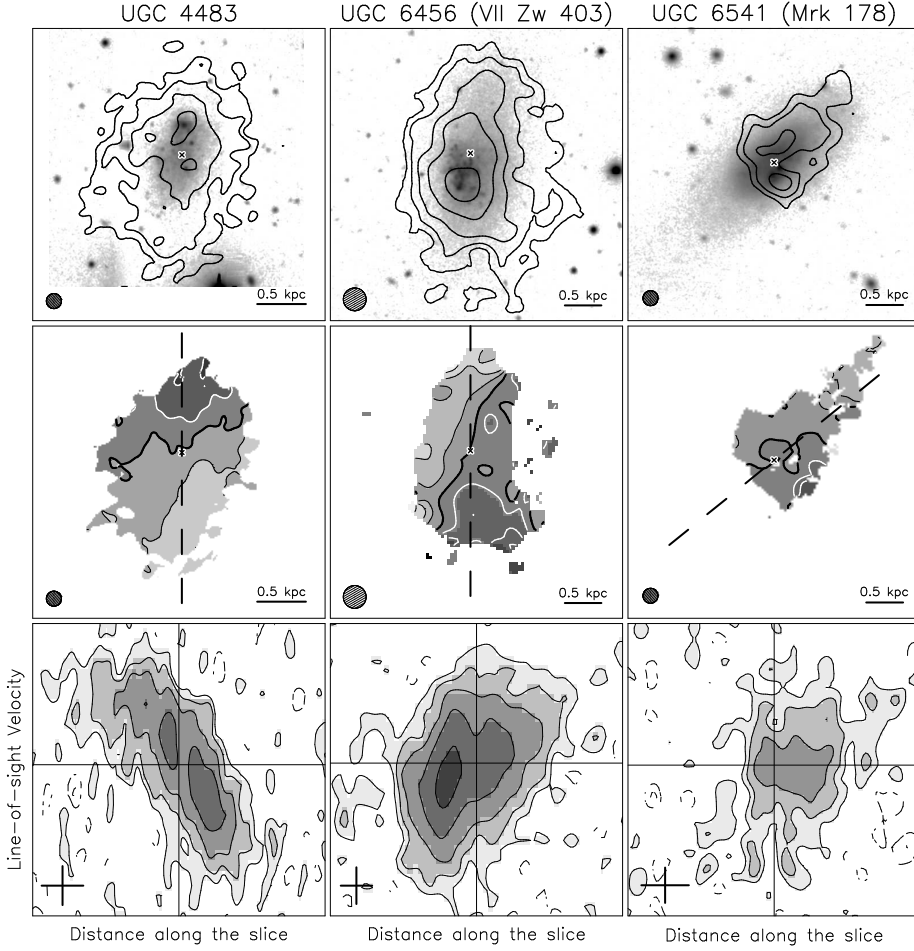 UGC 4483
UGC 6456 (VII Zw 403)
UGC 6541 (Mrk 178)
0.5 kpc
0.5 kpc
0.5 kpc
0.5 kpc
0.5 kpc
0.5 kpc
Line-of-sight Velocity
Distance along the slice
Distance along the slice
Distance along the slice